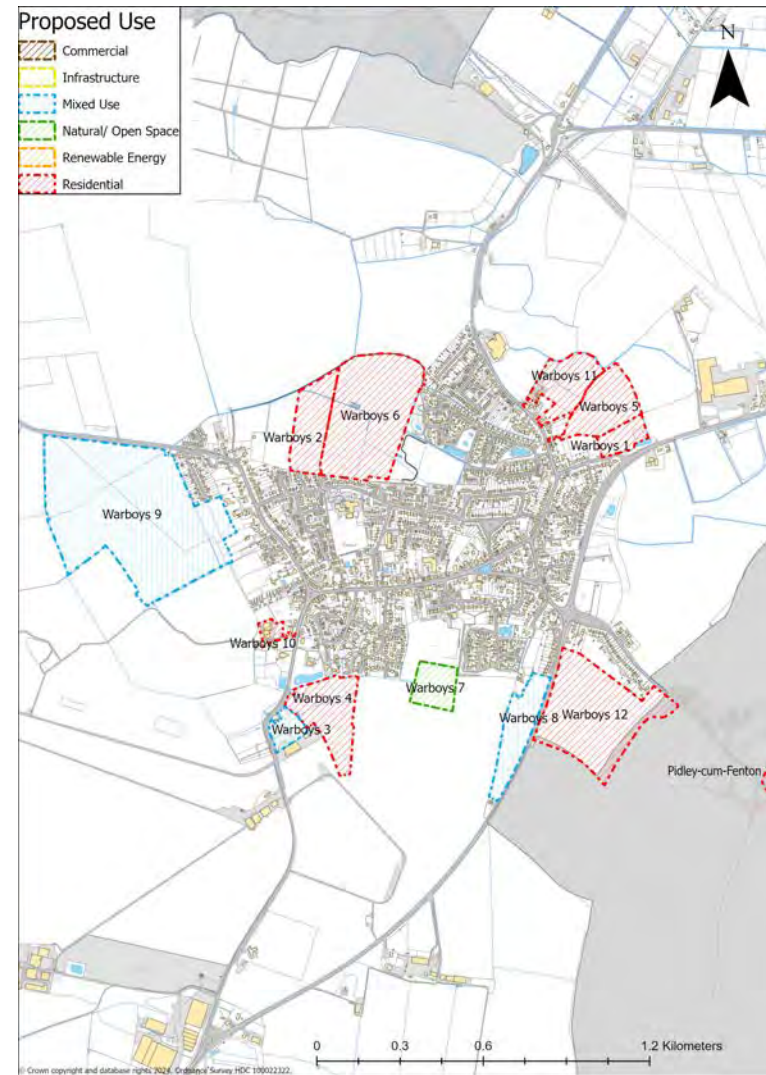 Proposed Use
Commercial
Infrastructure
Mixed Use
Natural/ Open Space
Renewable Energy
Residential
N
Warboys 11
Warboys 6
Warboys 5
Warboys 2
Warboys 1
Warboys 9
Warboys 10
Warboys 7
Warboys 4
Warboys 8
Warboys 12
Warboys 3
Pidley-cum-Fenton
0 0.3 0.6 1.2 Kilometers
© Crown copyright and database rights 2024. Ordnance Survey HDC 100022322.